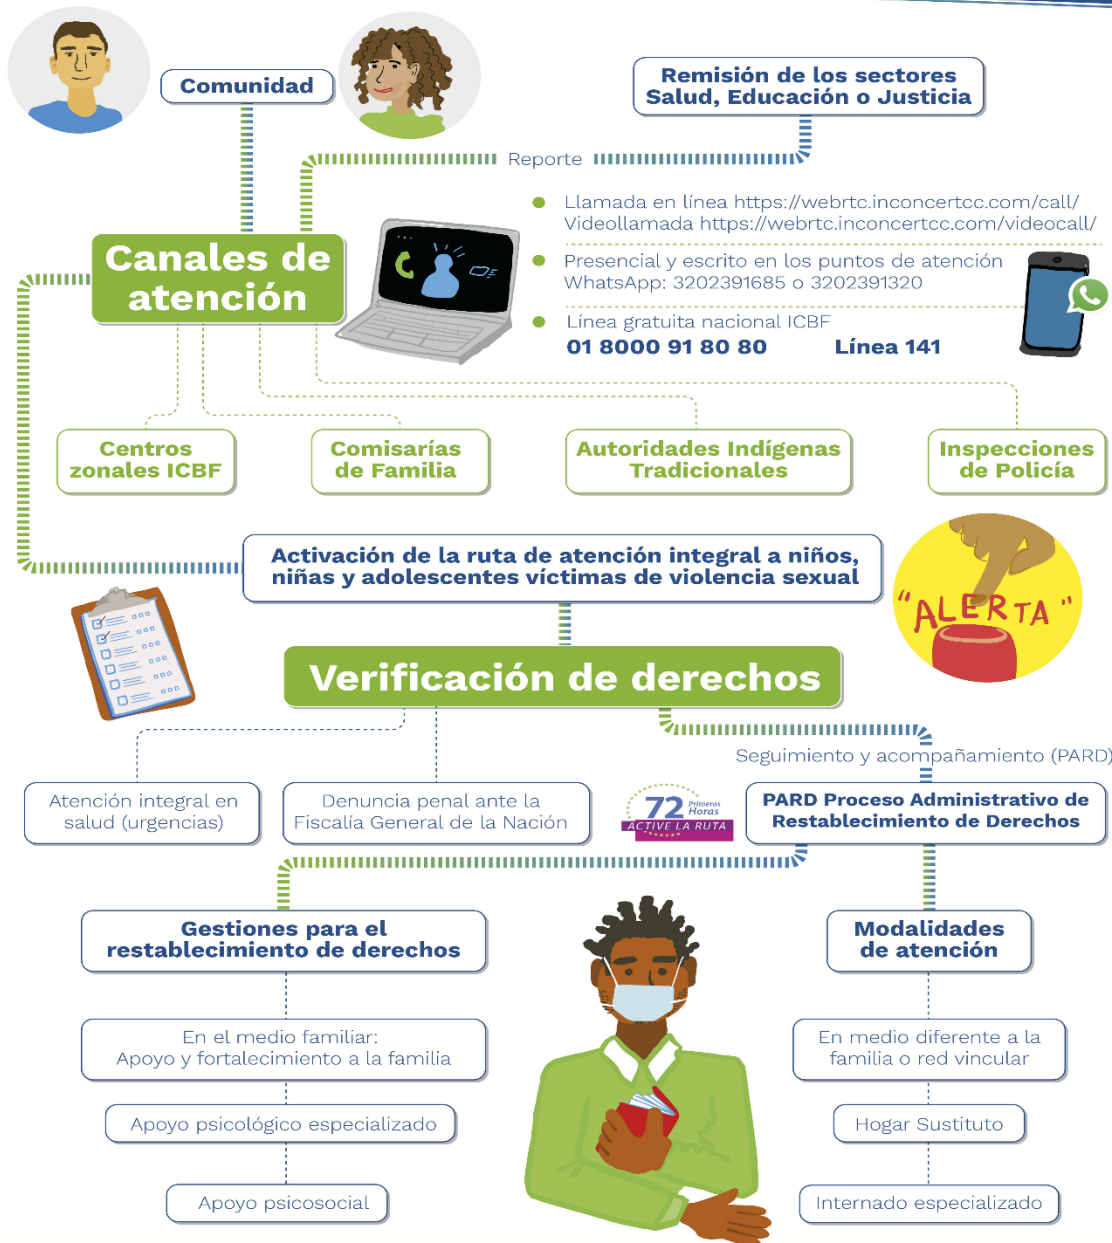 Comunidad
Remisión de los sectores
Salud, Educación o Justicia
Reporte
Llamada en línea https://webrtc.inconcertcc.com/call/
Videollamada https://webrtc.inconcertcc.com/videocall/
Canales de
atención
Presencial y escrito en los puntos de atención
WhatsApp: 3202391685 o 3202391320
Línea gratuita nacional ICBF
01 8000 91 80 80 Línea 141
Centros
zonales ICBF
Comisarías
de Familia
Autoridades Indígenas
Tradicionales
Inspecciones
de Policía
Activación de la ruta de atención integral a niños,
niñas y adolescentes víctimas de violencia sexual
"ALERTA"
Verificación de derechos
Seguimiento y acompañamiento (PARD)
Atención integral en
salud (urgencias)
Denuncia penal ante la
Fiscalía General de la Nación
72 Primeras
Horas
ACTIVE LA RUTA
PARD Proceso Administrativo de
Restablecimiento de Derechos
Gestiones para el
restablecimiento de derechos
Modalidades
de atención
En el medio familiar:
Apoyo y fortalecimiento a la familia
En medio diferente a la
familia o red vincular
Apoyo psicológico especializado
Hogar Sustituto
Apoyo psicosocial
Internado especializado